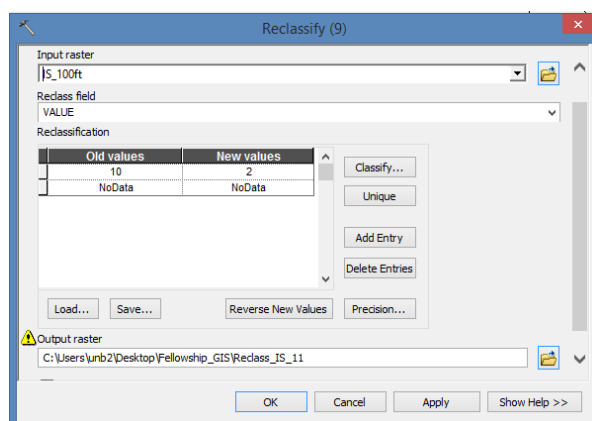 Reclassify (9)
Input raster
IS_100ft
Reclass field
VALUE
Reclassification
Old values New values
10 2
NoData NoData
Classify...
Unique
Add Entry
Delete Entries
Load... Save... Reverse New Values Precision...
Output raster
C:\Users\unb2\Desktop\Fellowship_GIS\Reclass_IS_11
OK Cancel Apply Show Help >>